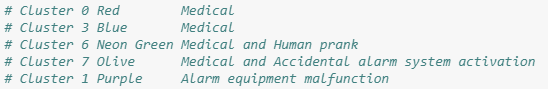 # Cluster 0 Red        Medical
# Cluster 3 Blue       Medical
# Cluster 6 Neon Green Medical and Human prank
# Cluster 7 Olive      Medical and Accidental alarm system activation
# Cluster 1 Purple     Alarm equipment malfunction